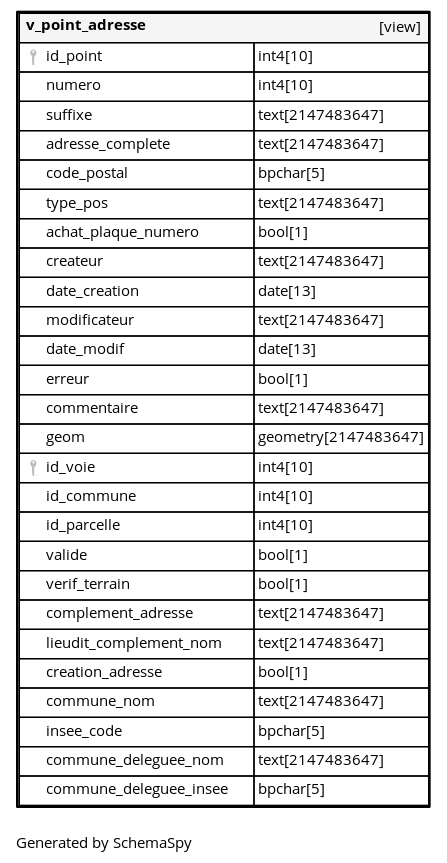 v_point_adresse [view]
id_point int4[10]
numero int4[10]
suffixe text[2147483647]
adresse_complete text[2147483647]
code_postal bpchar[5]
type_pos text[2147483647]
achat_plaque_numero bool[1]
createur text[2147483647]
date_creation date[13]
modificateur text[2147483647]
date_modif date[13]
erreur bool[1]
commentaire text[2147483647]
geom geometry[2147483647]
id_voie int4[10]
id_commune int4[10]
id_parcelle int4[10]
valide bool[1]
verif_terrain bool[1]
complement_adresse text[2147483647]
lieudit_complement_nom text[2147483647]
creation_adresse bool[1]
commune_nom text[2147483647]
insee_code bpchar[5]
commune_deleguee_nom text[2147483647]
commune_deleguee_insee bpchar[5]
Generated by SchemaSpy